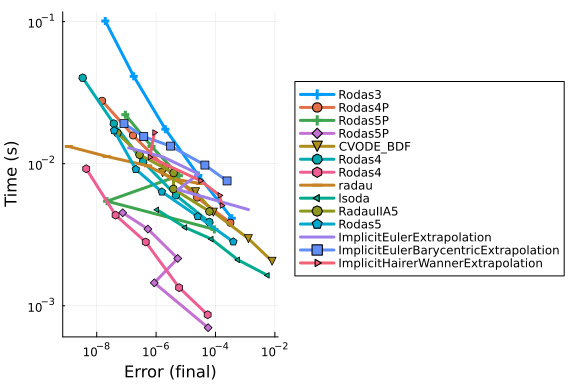 10⁻¹
10⁻²
10⁻³
Time (s)
10⁻⁸ 10⁻⁶ 10⁻⁴ 10⁻²
Error (final)
Rodas3
Rodas4P
Rodas5P
Rodas5P
CVODE_BDF
Rodas4
Rodas4
radau
lsoda
RadauIIA5
Rodas5
ImplicitEulerExtrapolation
ImplicitEulerBarycentricExtrapolation
ImplicitHairerWannerExtrapolation